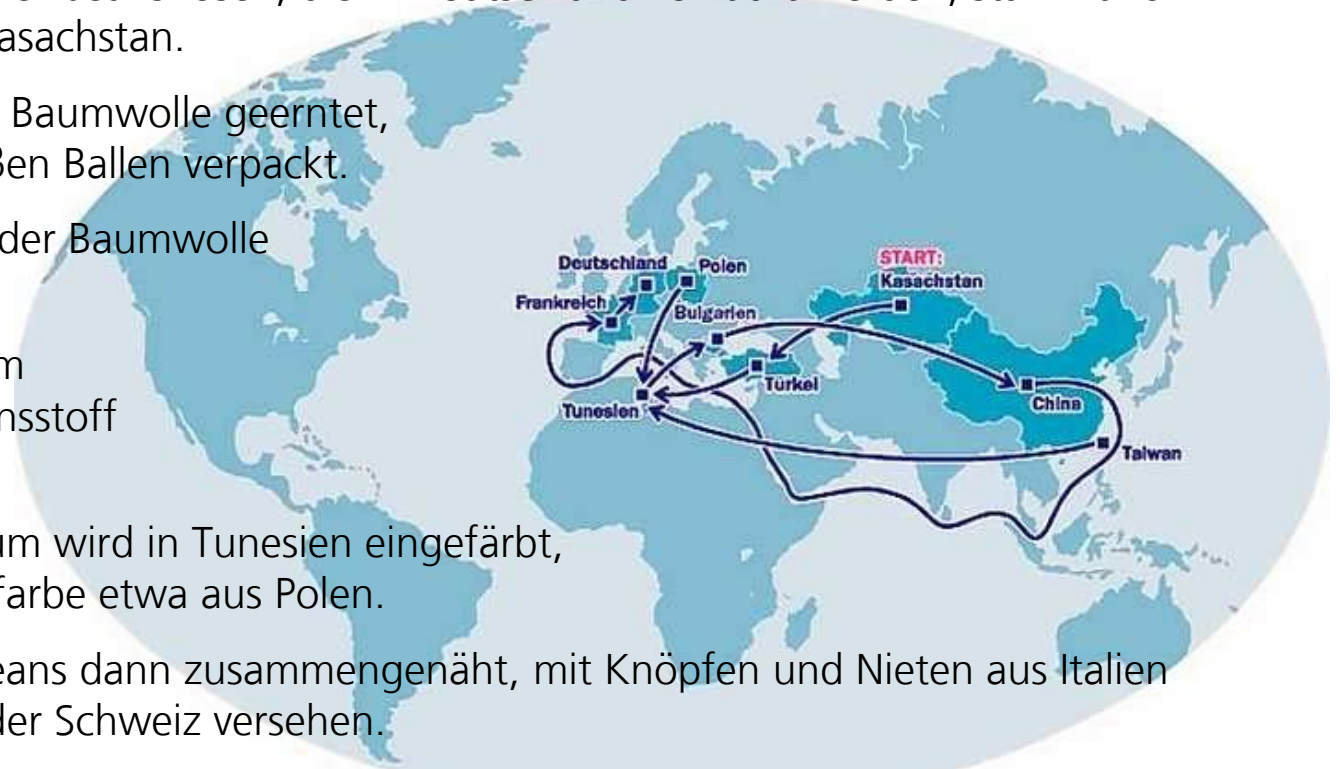 asachstan.
Baumwolle geerntet,
ßen Ballen verpackt.
der Baumwolle
m
nsstoff
um wird in Tunesien eingefärbt,
farbe etwa aus Polen.
eans dann zusammengenäht, mit Knöpfen und Nieten aus Italien
der Schweiz versehen.
START:
Kasachstan
Deutschland
Polen
Frankreich
Bulgarien
Türkei
Tunesien
China
Taiwan